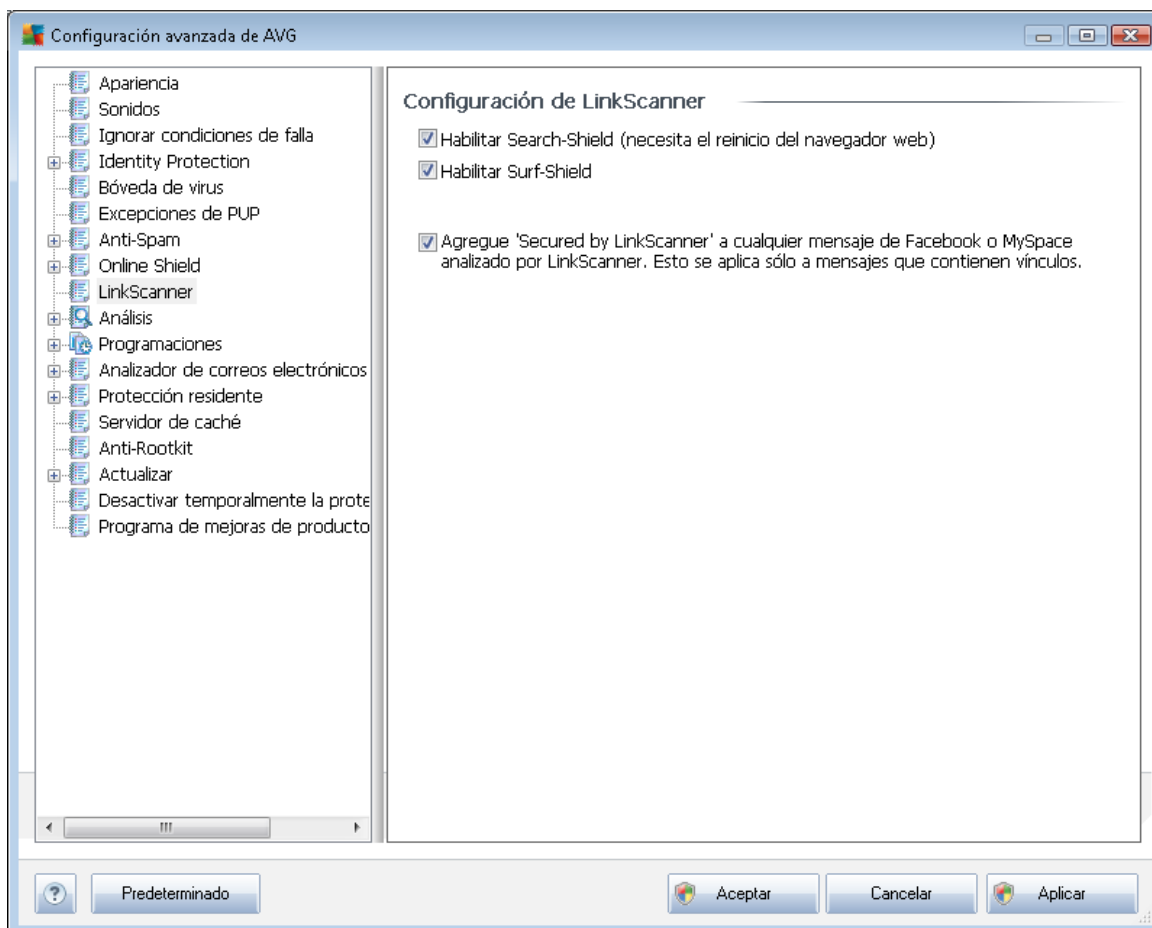 Configuración avanzada de AVG
Apariencia
Sonidos
Ignorar condiciones de falla
Identity Protection
Bóveda de virus
Excepciones de PUP
Anti-Spam
Online Shield
LinkScanner
Análisis
Programaciones
Analizador de correos electrónicos
Protección residente
Servidor de caché
Anti-Rootkit
Actualizar
Desactivar temporalmente la prote
Programa de mejoras de producto
Configuración de LinkScanner
Habilitar Search-Shield (necesita el reinicio del navegador web)
Habilitar Surf-Shield
Agregue 'Secured by LinkScanner' a cualquier mensaje de Facebook o MySpace
analizado por LinkScanner. Esto se aplica sólo a mensajes que contienen vínculos.
?
Predeterminado
Aceptar
Cancelar
Aplicar